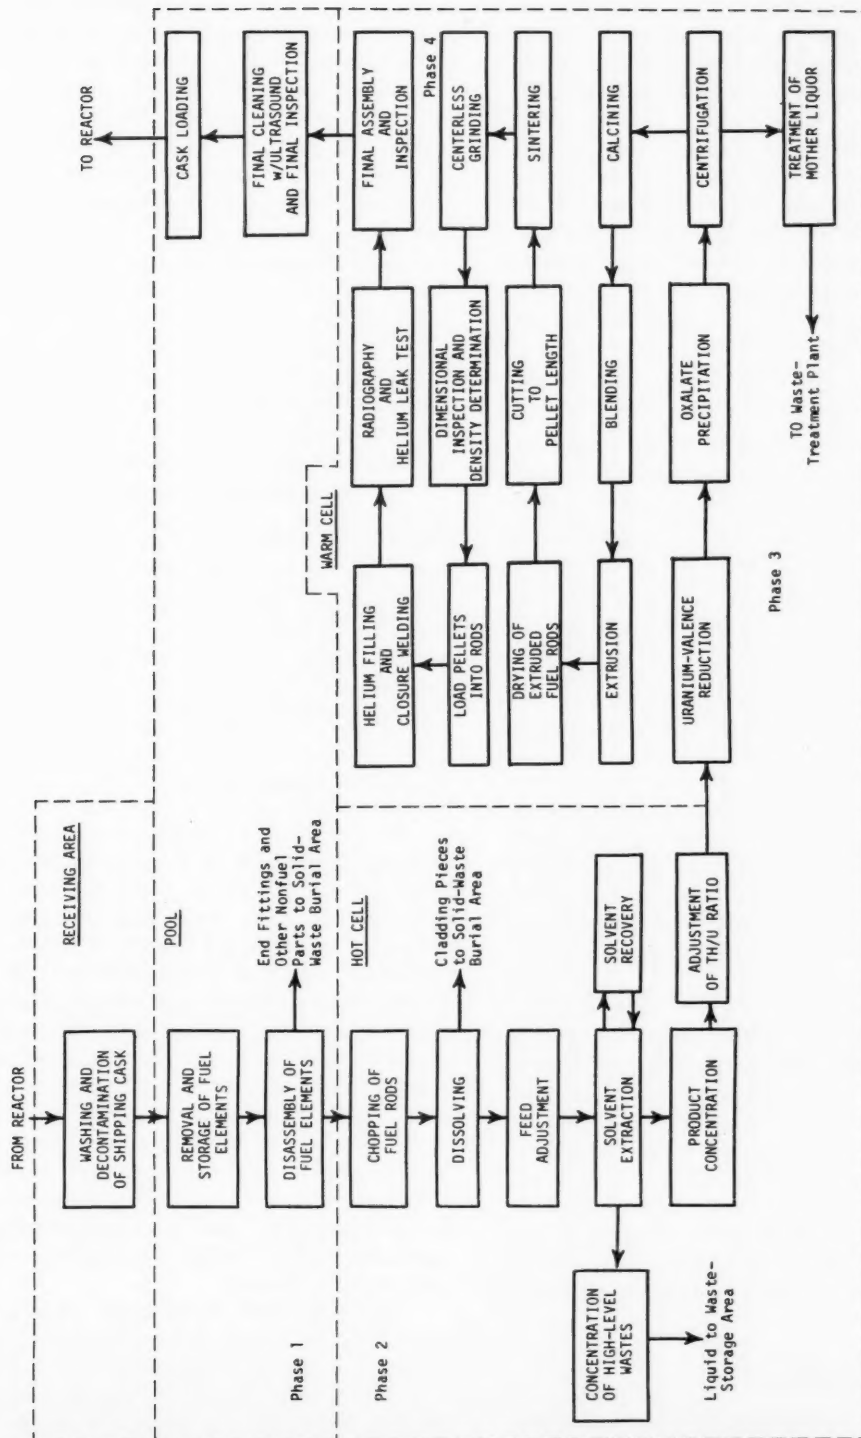 FROM REACTOR
RECEIVING AREA
WASHING AND
DECONTAMINATION
OF SHIPPING CASK
POOL
REMOVAL AND
STORAGE OF FUEL
ELEMENTS
DISASSEMBLY OF
FUEL ELEMENTS
End Fittings and
Other Nonfuel
Parts to Solid-
Waste Burial Area
Phase 1
Phase 2
HOT CELL
CHOPPING OF
FUEL RODS
DISSOLVING
Cladding Pieces
to Solid-Waste
Burial Area
FEED
ADJUSTMENT
SOLVENT
EXTRACTION
SOLVENT
RECOVERY
CONCENTRATION
OF HIGH-LEVEL
WASTES
Liquid to Waste-
Storage Area
PRODUCT
CONCENTRATION
ADJUSTMENT
OF TH/U RATIO
URANIUM-VALENCE
REDUCTION
OXALATE
PRECIPITATION
CENTRIFUGATION
TREATMENT OF
MOTHER LIQUOR
TO Waste-
Treatment Plant
Phase 3
CALCINING
BLENDING
EXTRUSION
DRYING OF
EXTRUDED
FUEL RODS
CUTTING
TO
PELLET LENGTH
SINTERING
CENTERLESS
GRINDING
DIMENSIONAL
INSPECTION AND
DENSITY DETERMINATION
LOAD PELLETS
INTO RODS
HELIUM FILLING
AND
CLOSURE WELDING
WARM CELL
RADIOGRAPHY
AND
HELIUM LEAK TEST
FINAL ASSEMBLY
AND
INSPECTION
Phase 4
FINAL CLEANING
W/ULTRASOUND
AND FINAL INSPECTION
CASK LOADING
TO REACTOR